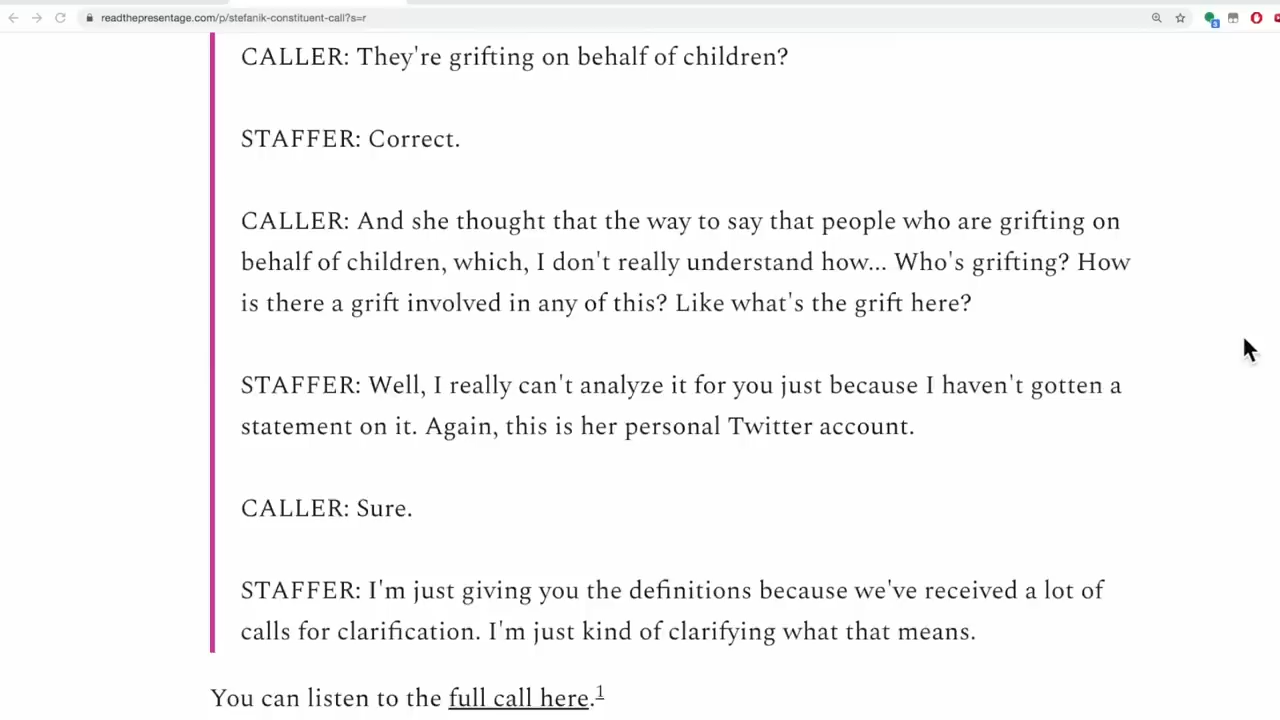 readthepresentage.com/p/stefanik-constituent-call?s=r
CALLER: They're grifting on behalf of children?
STAFFER: Correct.
CALLER: And she thought that the way to say that people who are grifting on
behalf of children, which, I don't really understand how... Who's grifting? How
is there a grift involved in any of this? Like what's the grift here?
STAFFER: Well, I really can't analyze it for you just because I haven't gotten a
statement on it. Again, this is her personal Twitter account.
CALLER: Sure.
STAFFER: I'm just giving you the definitions because we've received a lot of
calls for clarification. I'm just kind of clarifying what that means.
You can listen to the full call here.1